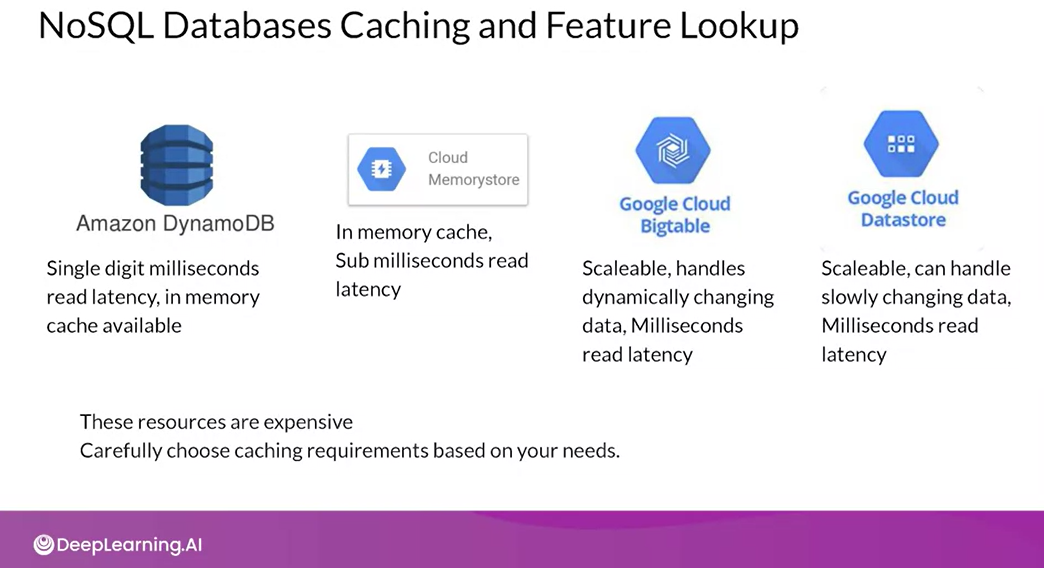 NoSQL Databases Caching and Feature Lookup
Amazon DynamoDB
Single digit milliseconds
read latency, in memory
cache available
Cloud
Memorystore
In memory cache,
Sub milliseconds read
latency
Google Cloud
Bigtable
Scaleable, handles
dynamically changing
data, Milliseconds
read latency
Google Cloud
Datastore
Scaleable, can handle
slowly changing data,
Milliseconds read
latency
These resources are expensive
Carefully choose caching requirements based on your needs.
DeepLearning.AI